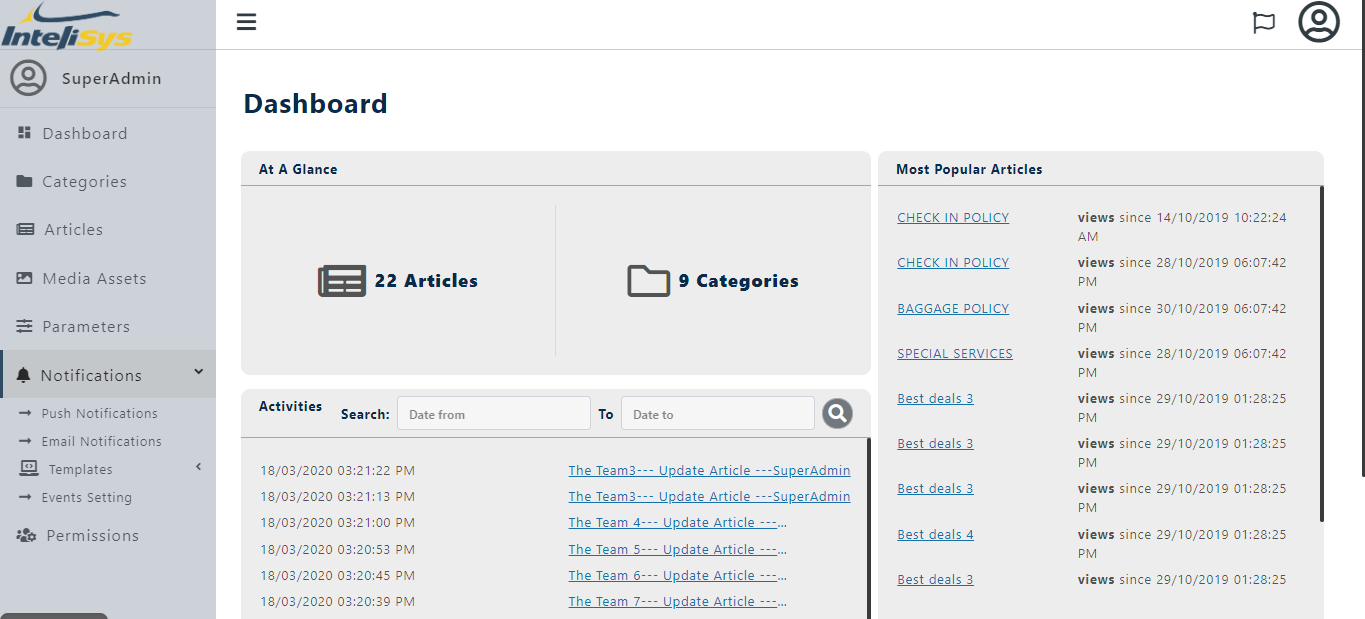 InteliSys
SuperAdmin
Dashboard
Categories
Articles
Media Assets
Parameters
Notifications
Push Notifications
Email Notifications
Templates
Events Setting
Permissions
Dashboard
At A Glance
22 Articles
9 Categories
Activities Search: Date from To Date to
18/03/2020 03:21:22 PM The Team3--- Update Article ---SuperAdmin
18/03/2020 03:21:13 PM The Team3--- Update Article ---SuperAdmin
18/03/2020 03:21:00 PM The Team 4--- Update Article ---...
18/03/2020 03:20:53 PM The Team 5--- Update Article ---...
18/03/2020 03:20:45 PM The Team 6--- Update Article ---...
18/03/2020 03:20:39 PM The Team 7--- Update Article ---...
Most Popular Articles
CHECK IN POLICY views since 14/10/2019 10:22:24
AM
CHECK IN POLICY views since 28/10/2019 06:07:42
PM
BAGGAGE POLICY views since 30/10/2019 06:07:42
PM
SPECIAL SERVICES views since 28/10/2019 06:07:42
PM
Best deals 3 views since 29/10/2019 01:28:25
PM
Best deals 3 views since 29/10/2019 01:28:25
PM
Best deals 3 views since 29/10/2019 01:28:25
PM
Best deals 4 views since 29/10/2019 01:28:25
PM
Best deals 3 views since 29/10/2019 01:28:25